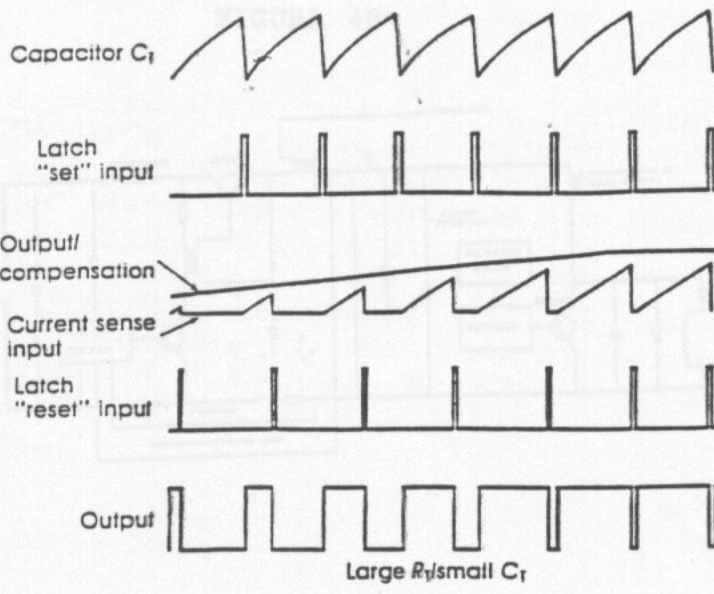 Capacitor CT
Latch
"set" input
Output/
compensation
Current sense
input
Latch
"reset" input
Output
Large RT/small CT